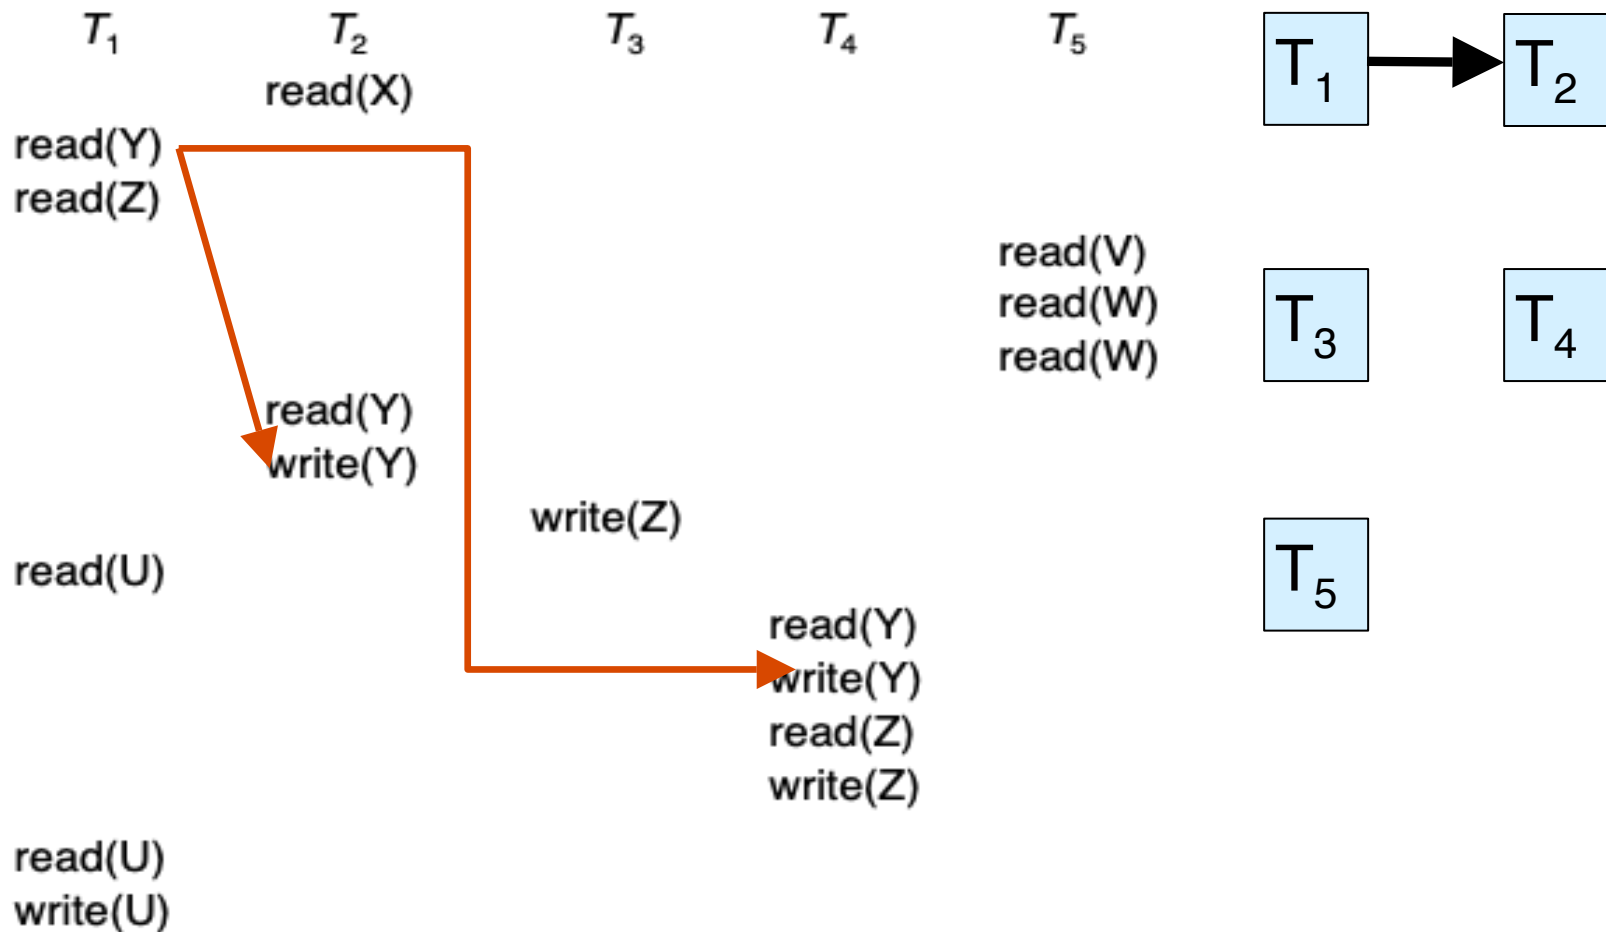 T1 T2 T3 T4 T5
read(X)
read(Y)
read(Z)
read(V)
read(W)
read(W)
read(Y)
write(Y)
write(Z)
read(U)
read(Y)
write(Y)
read(Z)
write(Z)
read(U)
write(U)
T1 T2
T3 T4
T5